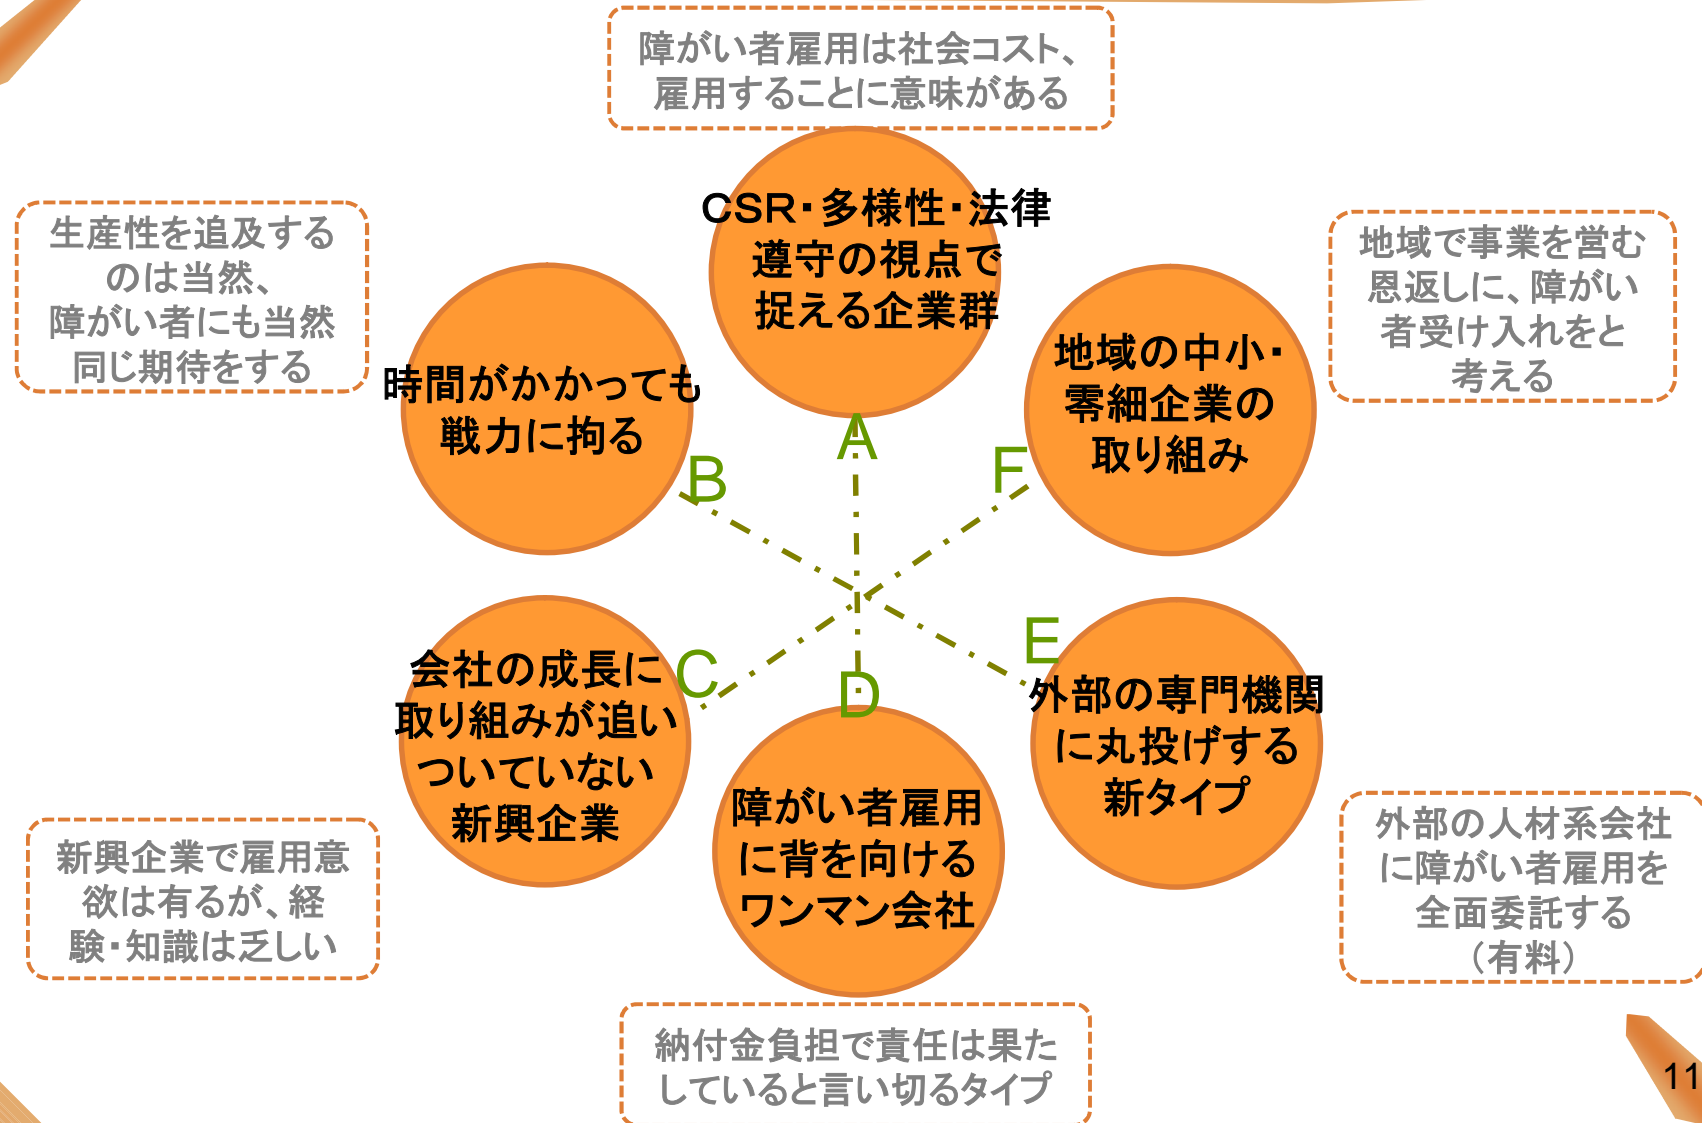 障がい者雇用は社会コスト、
雇用することに意味がある
CSR・多様性・法律
遵守の視点で
捉える企業群
A
生産性を追及する
のは当然、
障がい者にも当然
同じ期待をする
時間がかかっても
戦力に拘る
B
地域で事業を営む
恩返しに、障がい
者受け入れをと
考える
地域の中小・
零細企業の
取り組み
F
会社の成長に
取り組みが追い
ついていない
新興企業
C
新興企業で雇用意
欲は有るが、経
験・知識は乏しい
D
障がい者雇用
に背を向ける
ワンマン会社
納付金負担で責任は果た
していると言い切るタイプ
E
外部の専門機関
に丸投げする
新タイプ
外部の人材系会社
に障がい者雇用を
全面委託する
（有料）
11